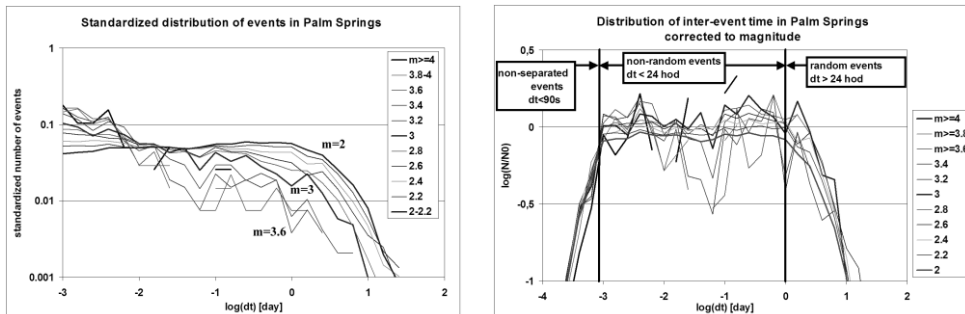 Standardized distribution of events in Palm Springs
standardized number of events
1
0.1
0.01
0.001
-3
-2
-1
0
1
2
log(dt) [day]
m=2
m=3
m=3.6
m>=4
3.8-4
3.6
3.4
3.2
3
2.8
2.6
2.4
2.2
2-2.2
Distribution of inter-event time in Palm Springs
corrected to magnitude
log(N/N0)
0,5
0
-0,5
-1
-4
-3
-2
-1
0
1
2
log(dt) [day]
non-separated
events
dt<90s
non-random events
dt < 24 hod
random events
dt > 24 hod
m>=4
m>=3.8
m>=3.6
3.4
3.2
3
2.8
2.6
2.4
2.2
2